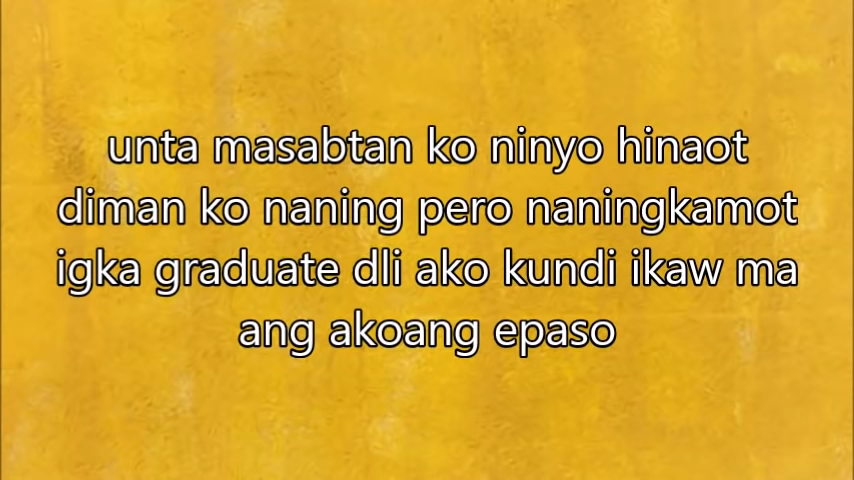 unta masabtan ko ninyo hinaot
diman ko naning pero naningkamot
igka graduate dli ako kundi ikaw ma
ang akoang epaso